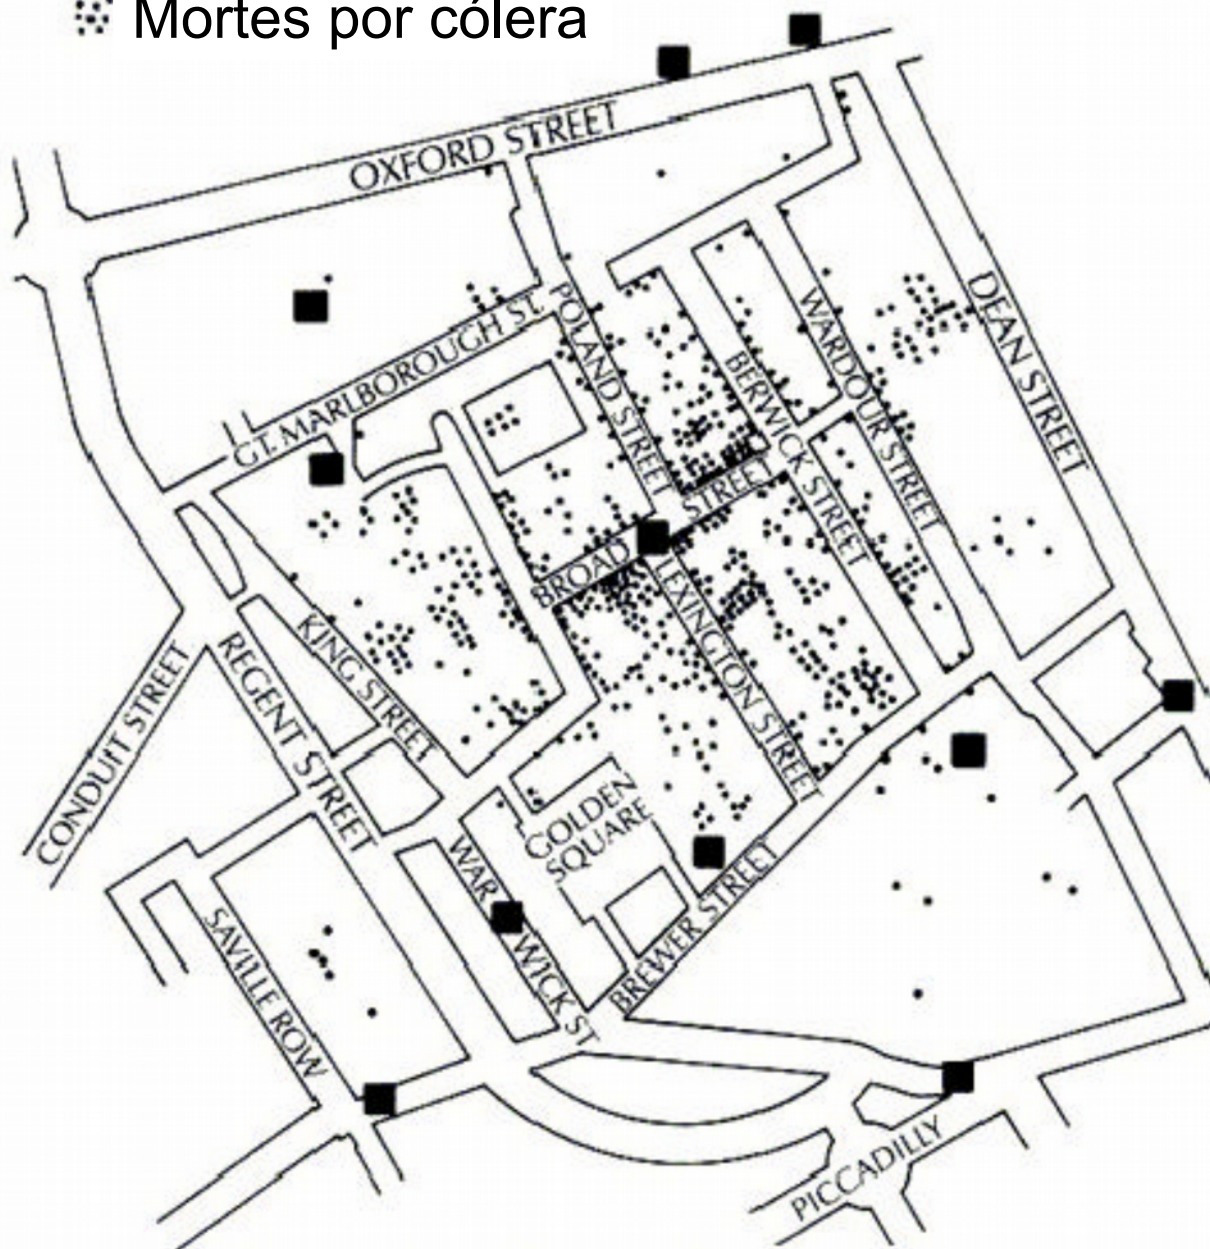 Mortes por cólera
OXFORD STREET
GT. MARLBOROUGH ST.
POLAND STREET
BERWICK STREET
WARDOUR STREET
DEAN STREET
BROAD STREET
LEXINGTON STREET
KING STREET
REGENT STREET
CONDUIT STREET
GOLDEN
SQUARE
WARWICK ST
BREWER STREET
SAVILLE ROW
PICCADILLY